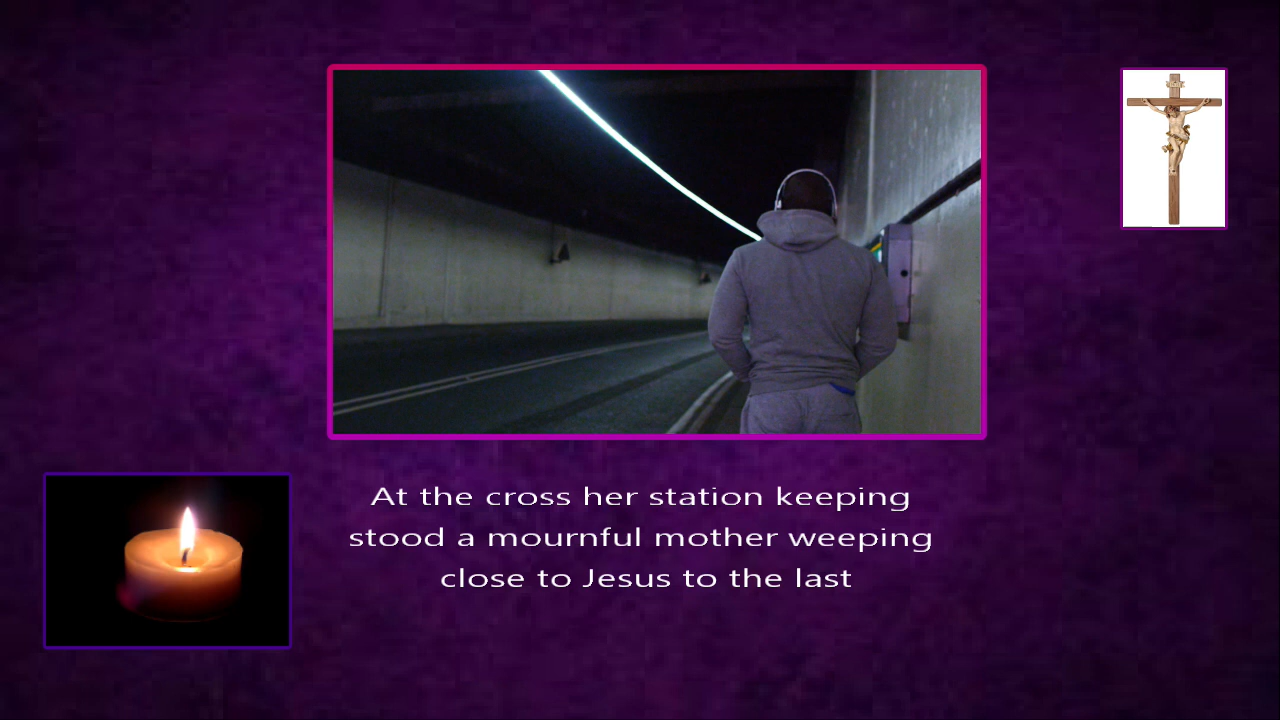 At the cross her station keeping
stood a mournful mother weeping
close to Jesus to the last